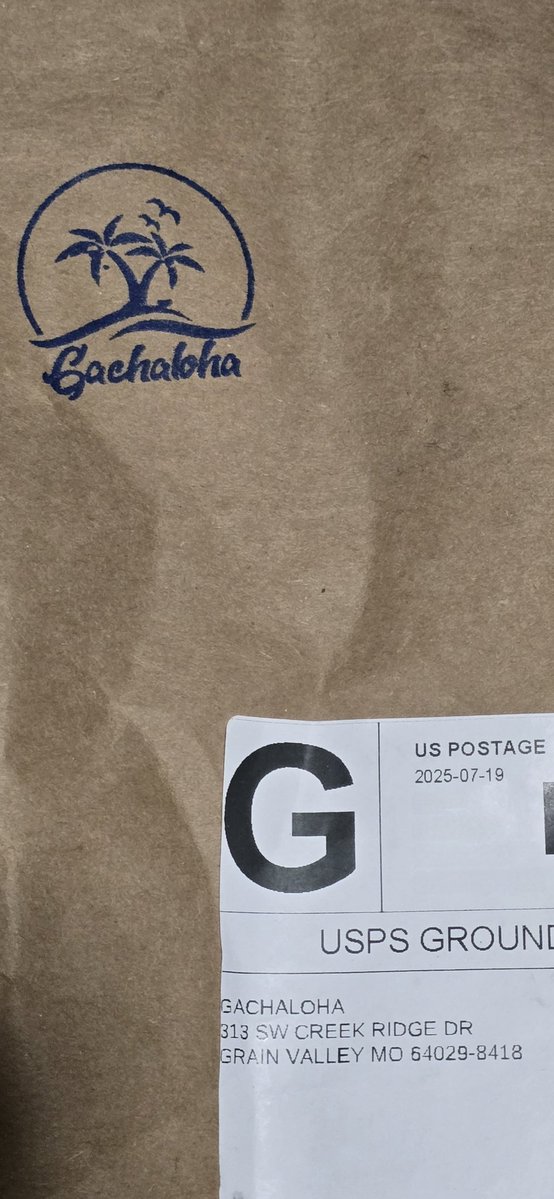 Gachaloha
G
US POSTAGE
2025-07-19
USPS GROUND
GACHALOHA
313 SW CREEK RIDGE DR
GRAIN VALLEY MO 64029-8418